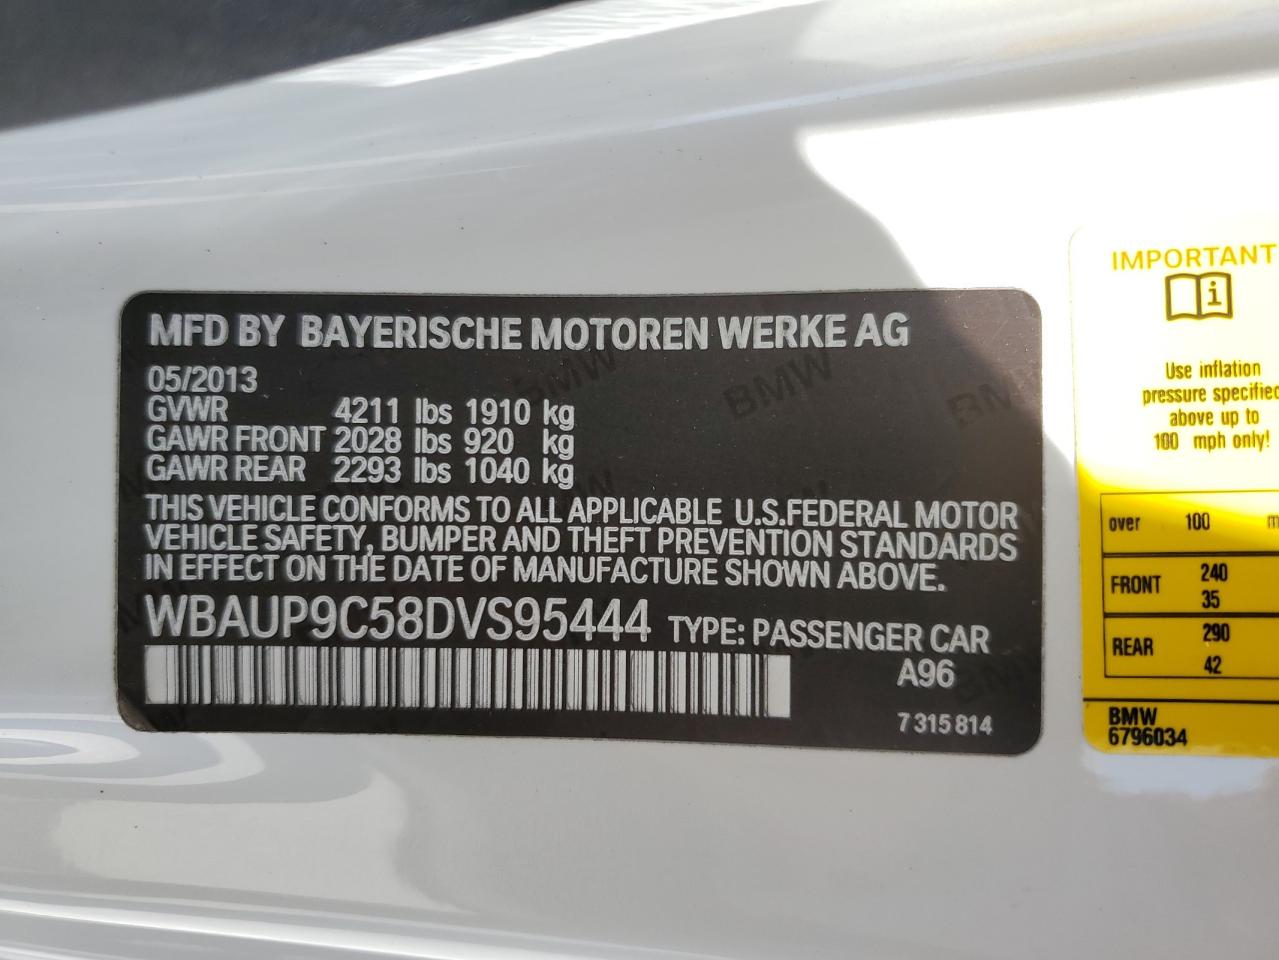 MFD BY BAYERISCHE MOTOREN WERKE AG
05/2013
GVWR 4211 lbs 1910 kg
GAWR FRONT 2028 lbs 920 kg
GAWR REAR 2293 lbs 1040 kg
THIS VEHICLE CONFORMS TO ALL APPLICABLE U.S.FEDERAL MOTOR
VEHICLE SAFETY, BUMPER AND THEFT PREVENTION STANDARDS
IN EFFECT ON THE DATE OF MANUFACTURE SHOWN ABOVE.
WBAUP9C58DVS95444 TYPE: PASSENGER CAR
A96
7 315 814
BMW
BMW
BMW
IMPORTANT
i
Use inflation
pressure specified
above up to
100 mph only!
over 100
FRONT 240
35
REAR 290
42
BMW
6796034